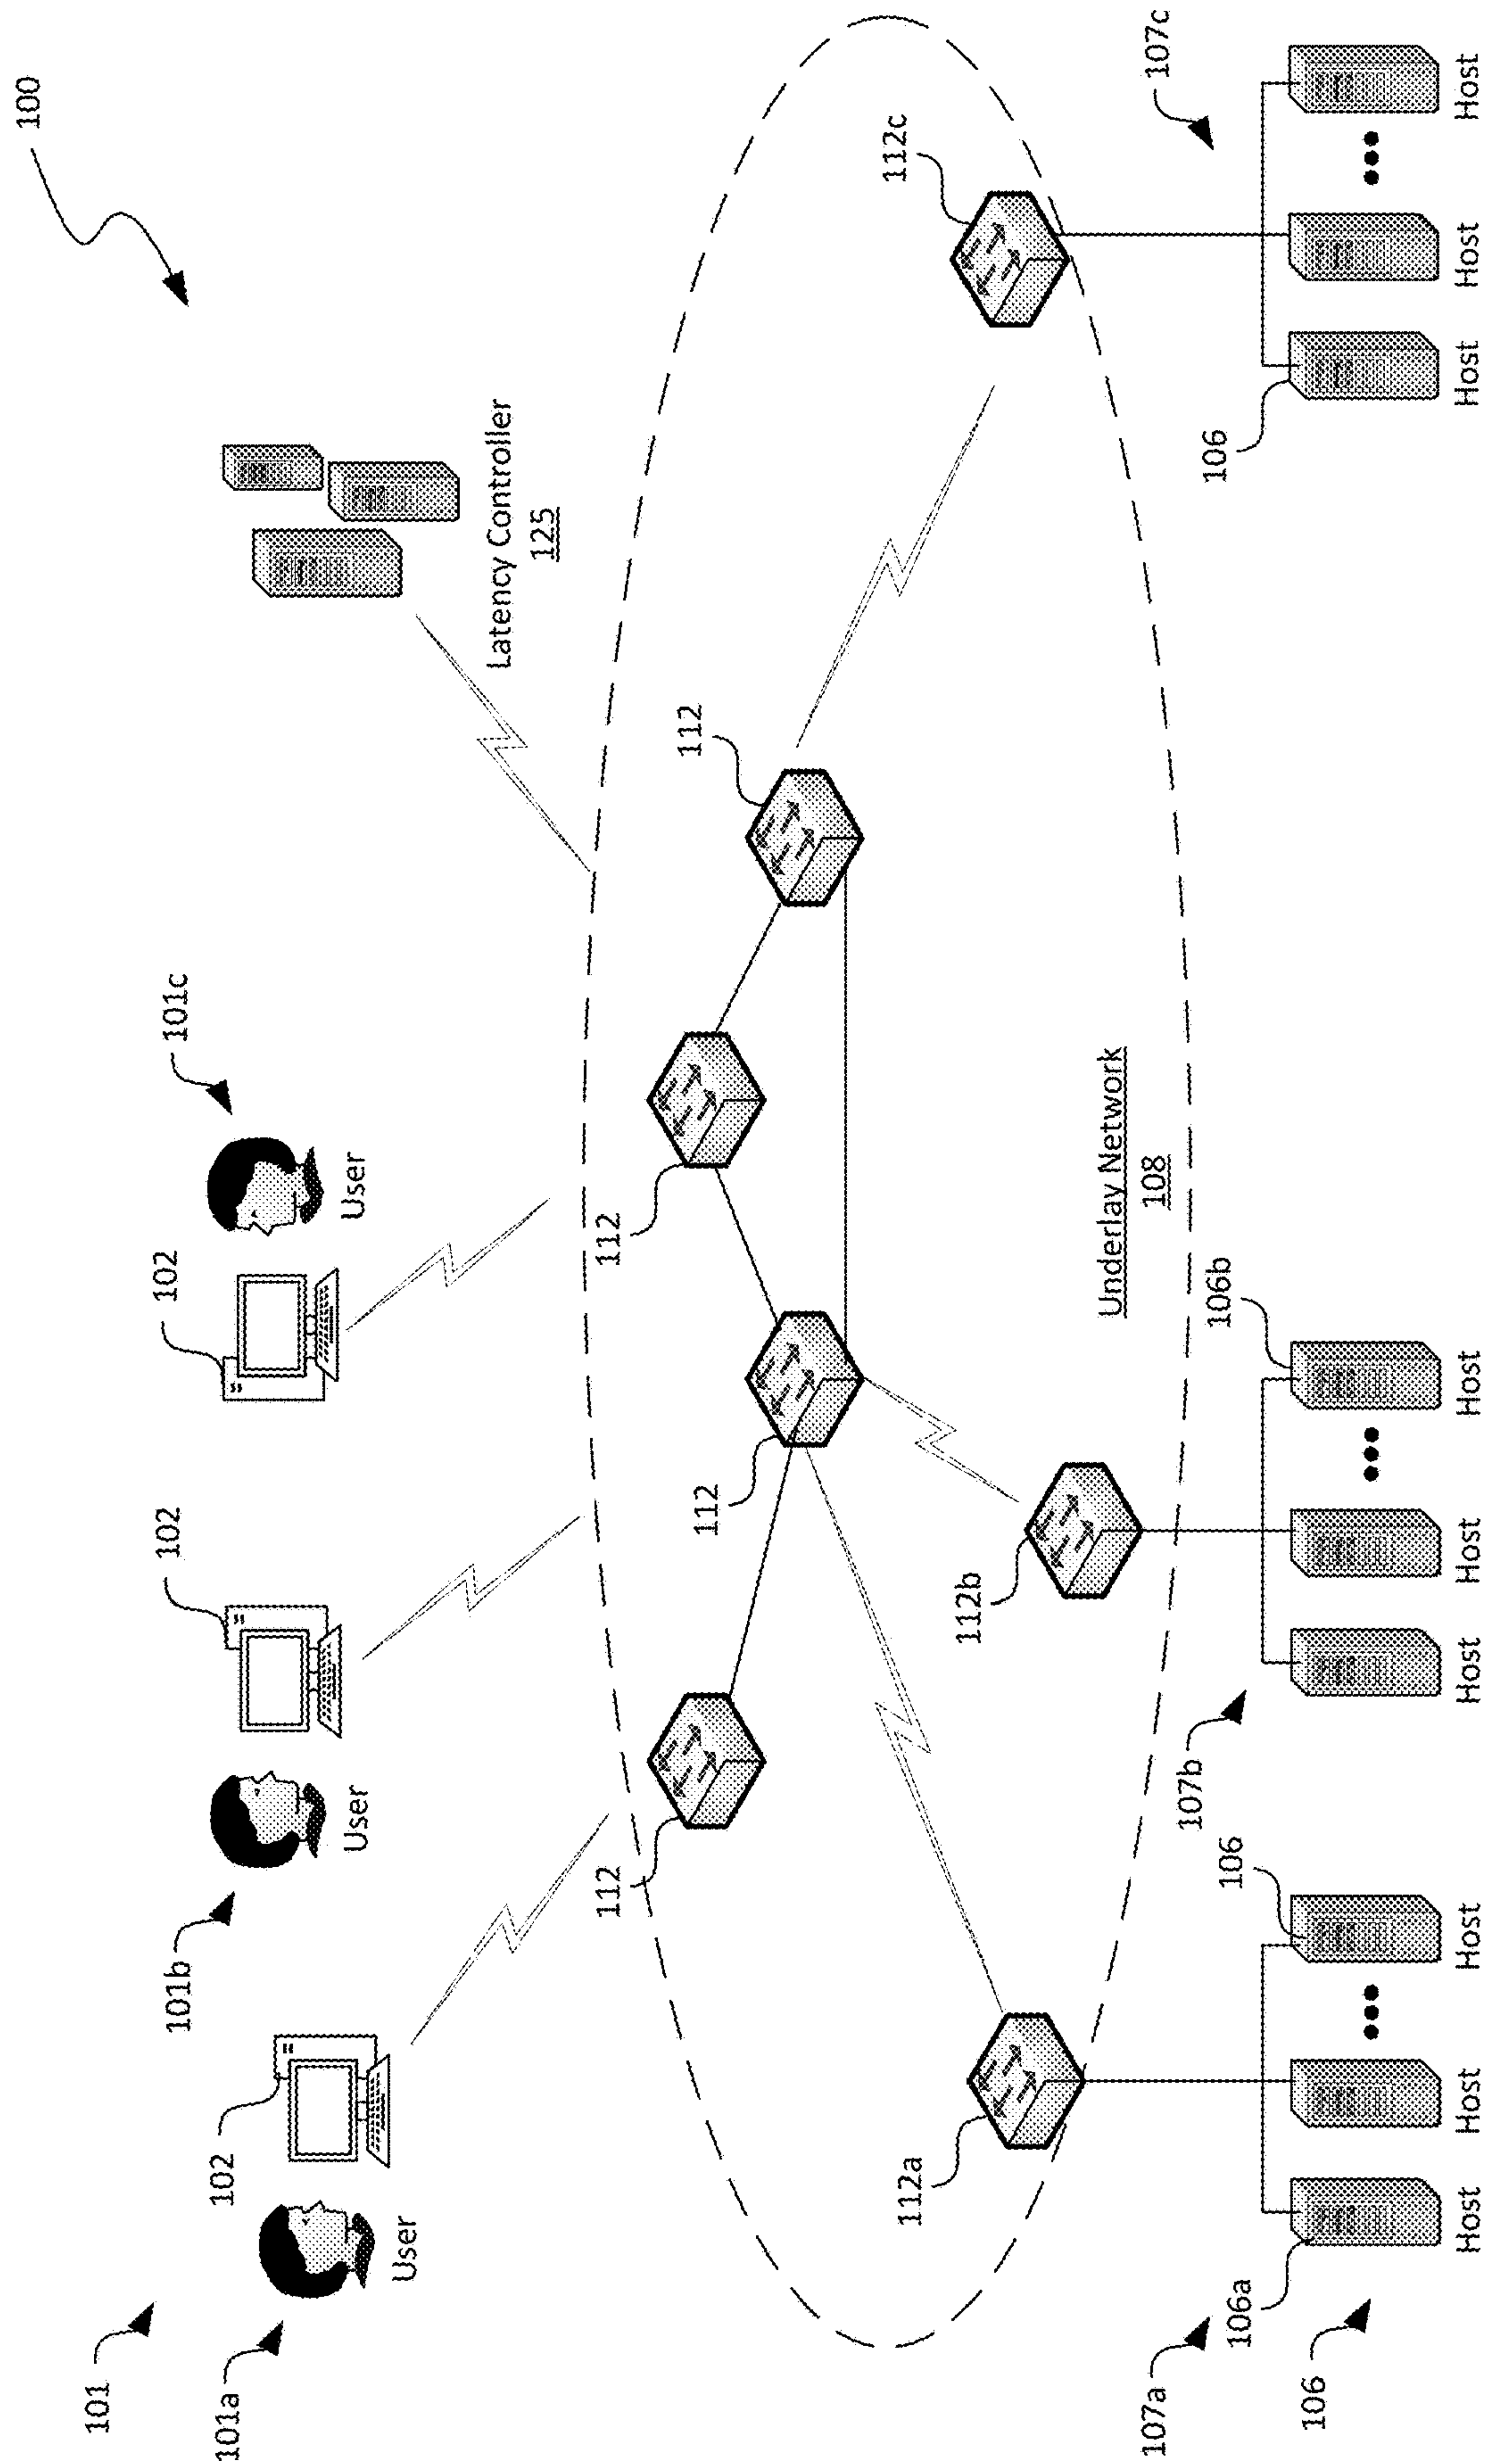 100
101
101a
User
102
101b
User
102
102
User
101c
Latency Controller
125
112
112
112
112
112a
112b
112c
Underlay Network
108
107a
106a
106
106
107b
106b
106
107c
Host
Host
Host
Host
Host
Host
Host
Host
Host